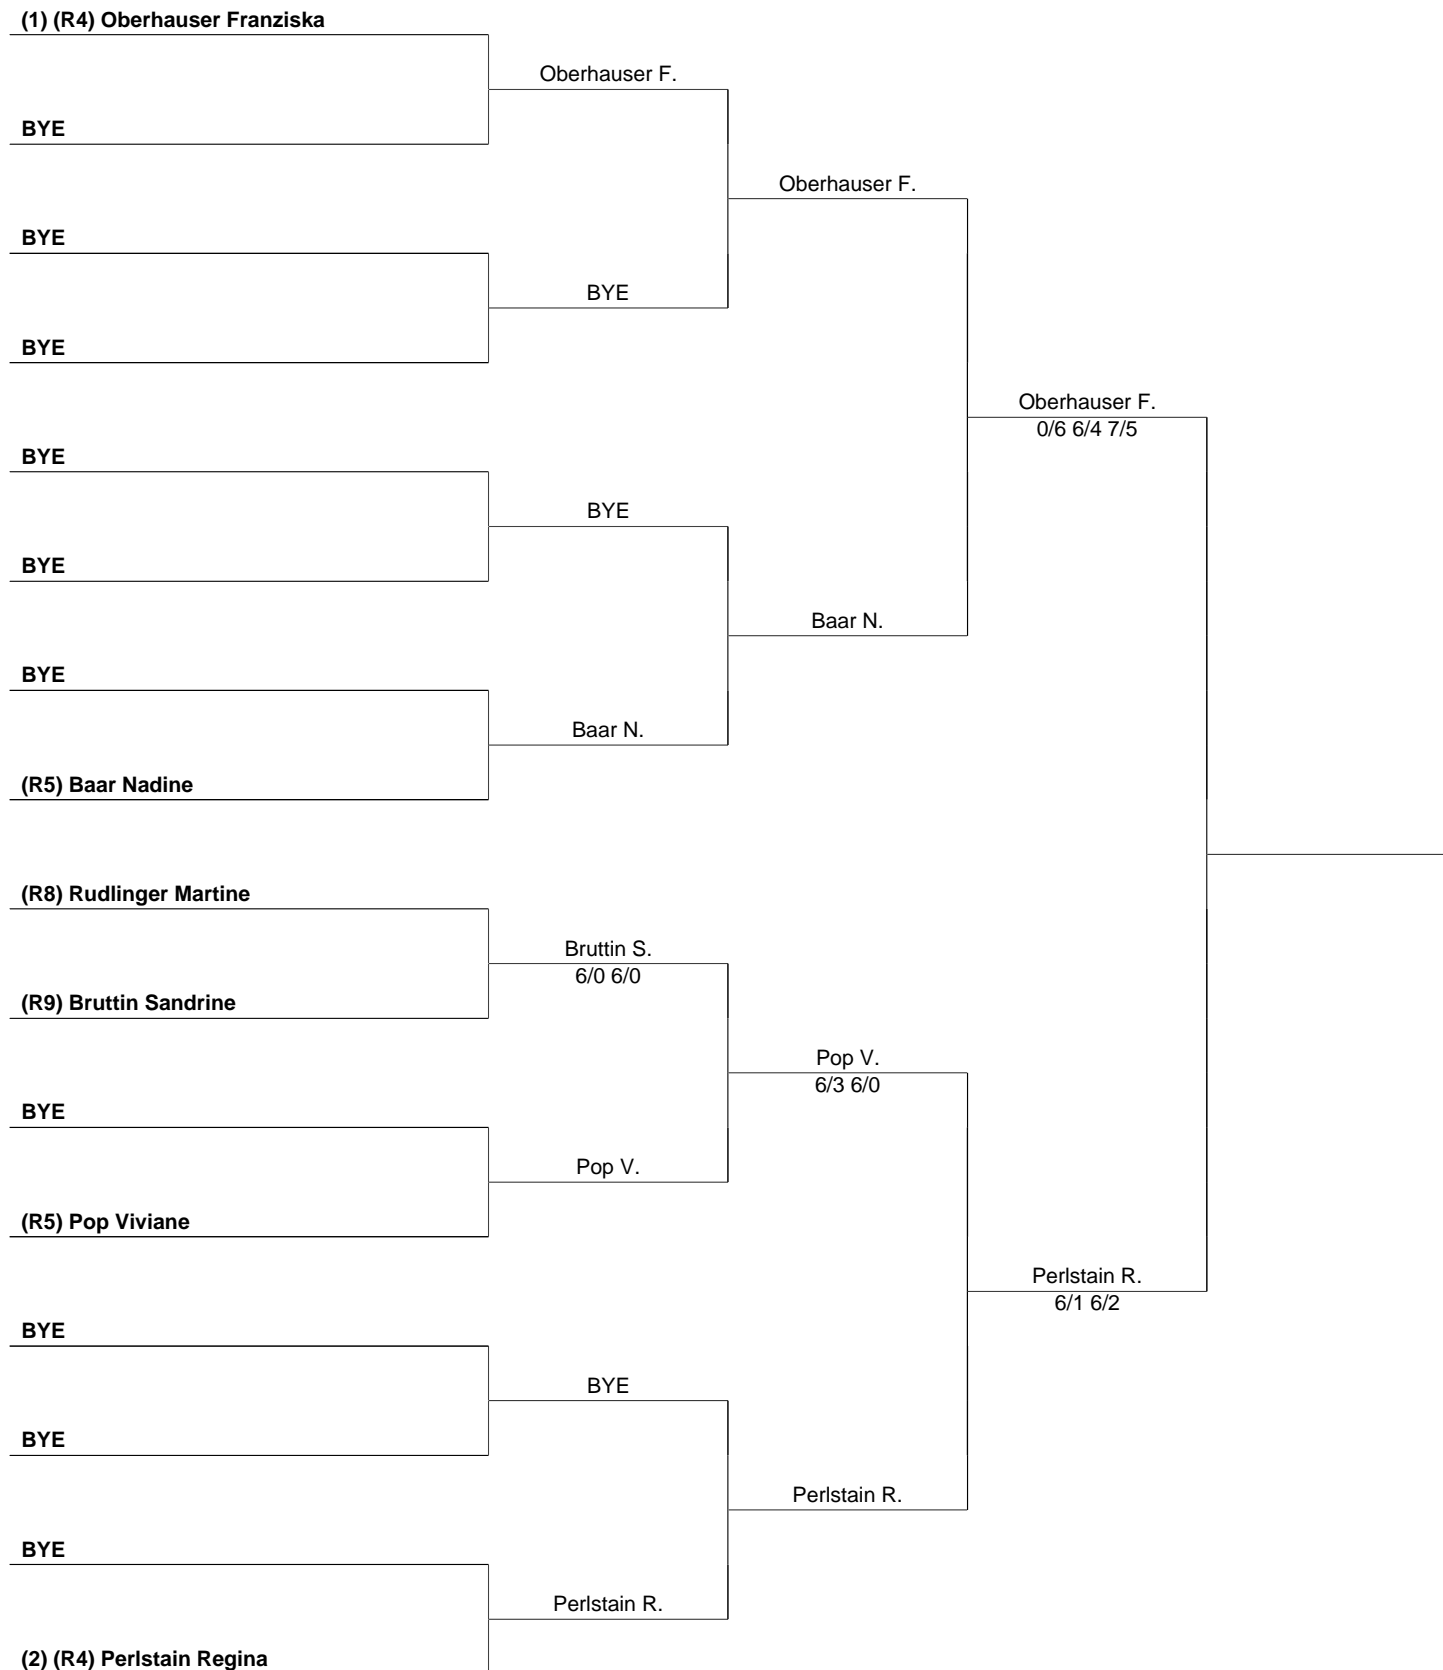 (1) (R4) Oberhauser Franziska
Oberhauser F.
BYE
Oberhauser F.
BYE
BYE
BYE
Oberhauser F.
0/6 6/4 7/5
BYE
BYE
BYE
Baar N.
BYE
Baar N.
(R5) Baar Nadine
(R8) Rudlinger Martine
Bruttin S.
6/0 6/0
(R9) Bruttin Sandrine
Pop V.
6/3 6/0
BYE
Pop V.
(R5) Pop Viviane
Perlstain R.
6/1 6/2
BYE
BYE
BYE
Perlstain R.
BYE
Perlstain R.
(2) (R4) Perlstain Regina